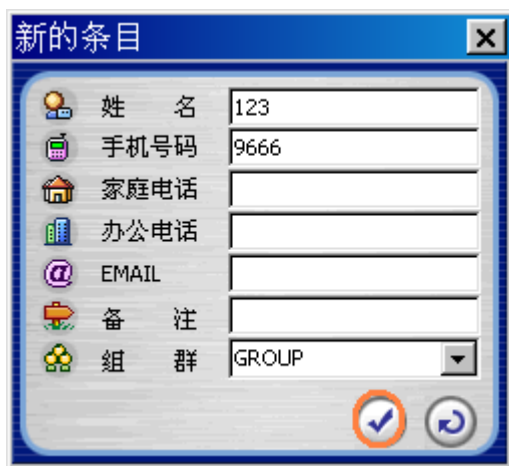 新的条目
姓 名 123
手机号码 9666
家庭电话
办公电话
EMAIL
备 注
组 群 GROUP